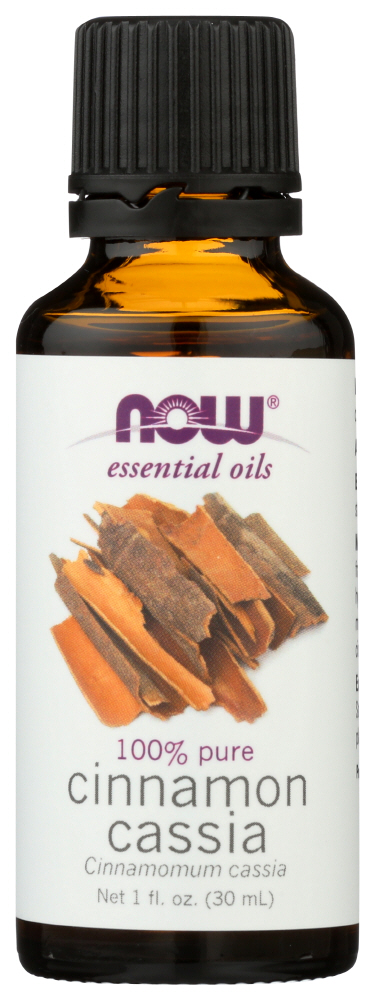 now®
essential oils
100% pure
cinnamon
cassia
Cinnamomum cassia
Net 1 fl. oz. (30 mL)